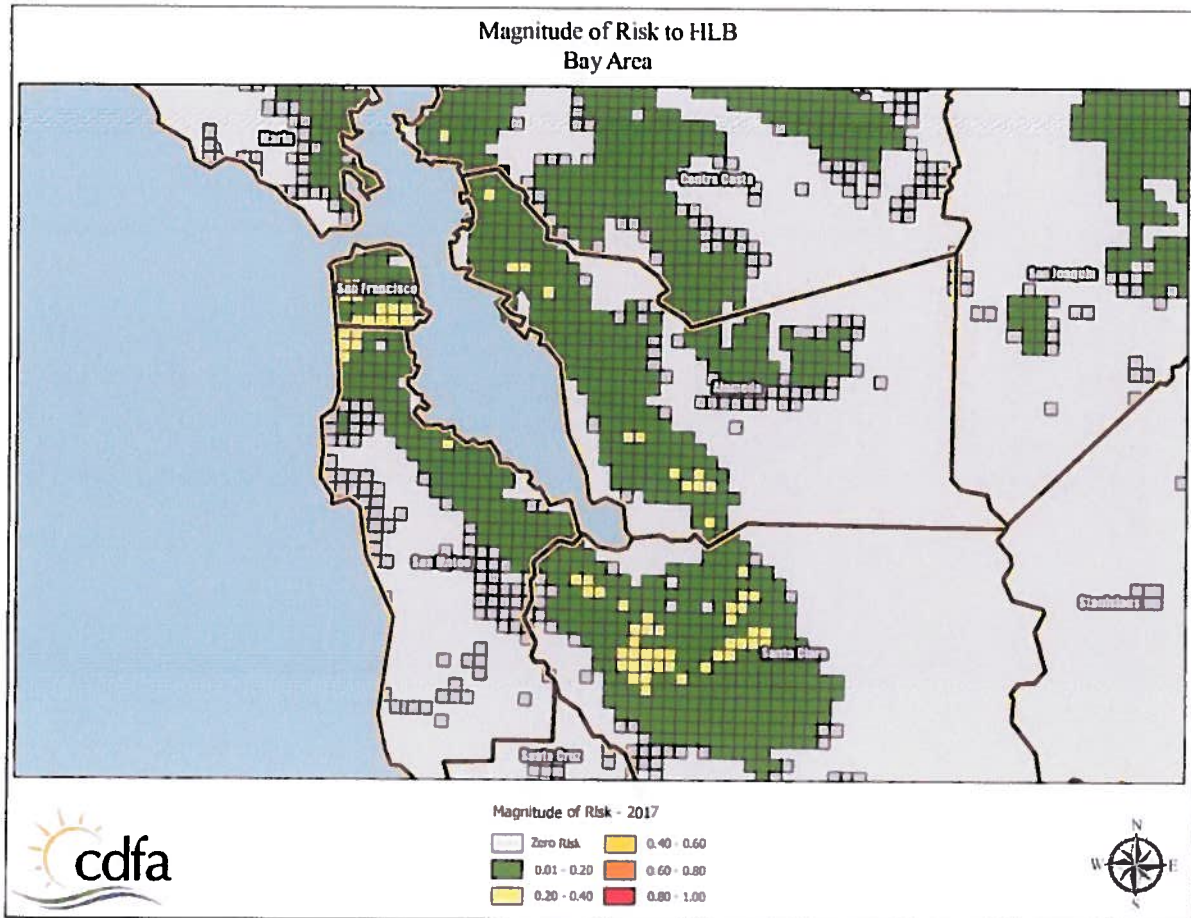 Magnitude of Risk to HLB
Bay Area
Marin
Contra Costa
San Francisco
San Joaquin
Alameda
San Mateo
Stanislaus
Santa Clara
Santa Cruz
cdfa
Magnitude of Risk - 2017
Zero Risk
0.01 - 0.20
0.20 - 0.40
0.40 - 0.60
0.60 - 0.80
0.80 - 1.00
N
W
E
S